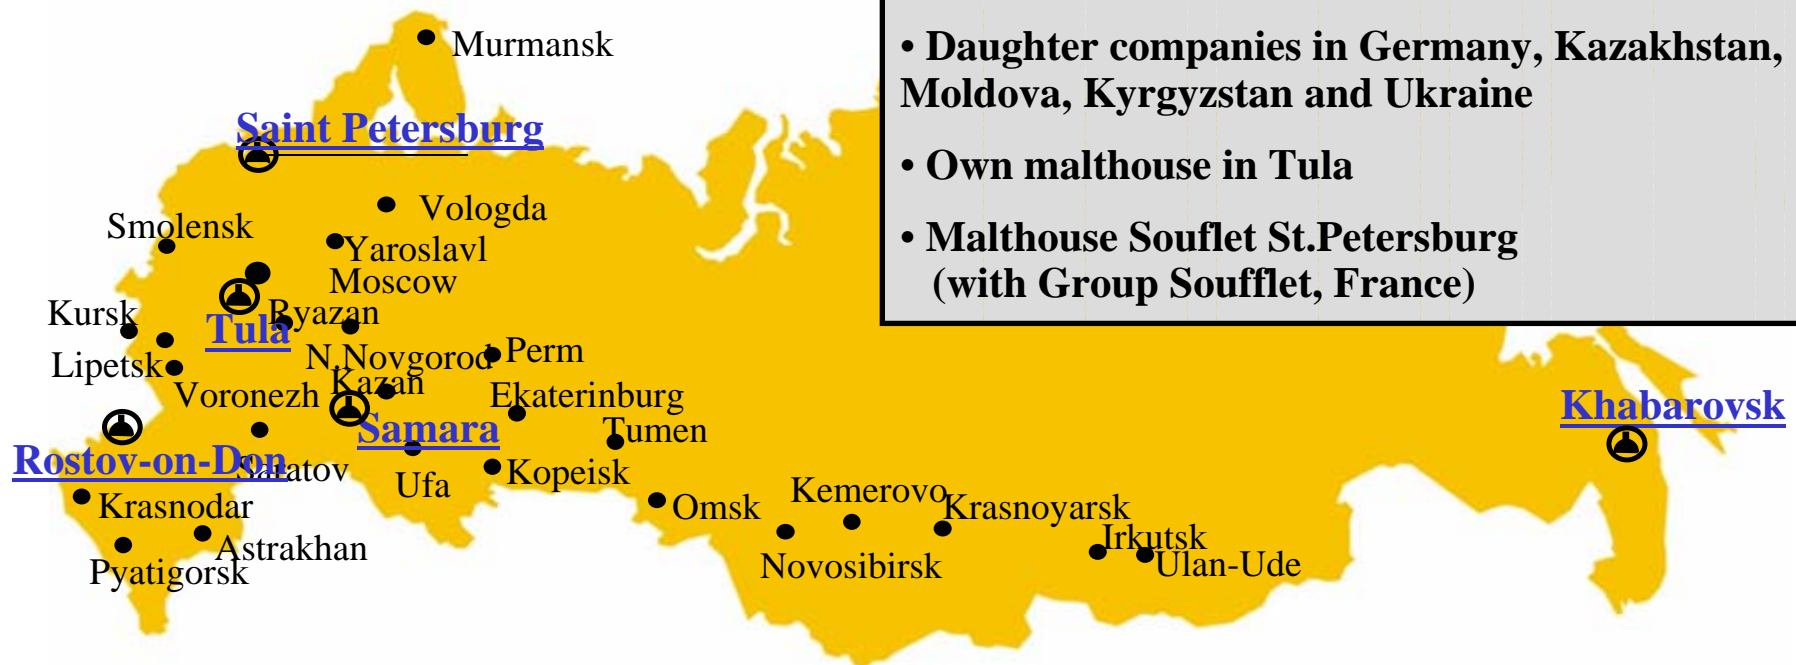 Murmansk
• Daughter companies in Germany, Kazakhstan,
Moldova, Kyrgyzstan and Ukraine
• Own malthouse in Tula
• Malthouse Souflet St.Petersburg
(with Group Soufflet, France)
Saint Petersburg
Vologda
Smolensk
Yaroslavl
Moscow
Kursk
Ryazan
Tula
N.Novgorod
Perm
Lipetsk
Kazan
Voronezh
Ekaterinburg
Khabarovsk
Samara
Tumen
Rostov-on-Don
Saratov
Ufa
Kopeisk
Krasnodar
Omsk
Kemerovo
Krasnoyarsk
Irkutsk
Astrakhan
Pyatigorsk
Novosibirsk
Ulan-Ude